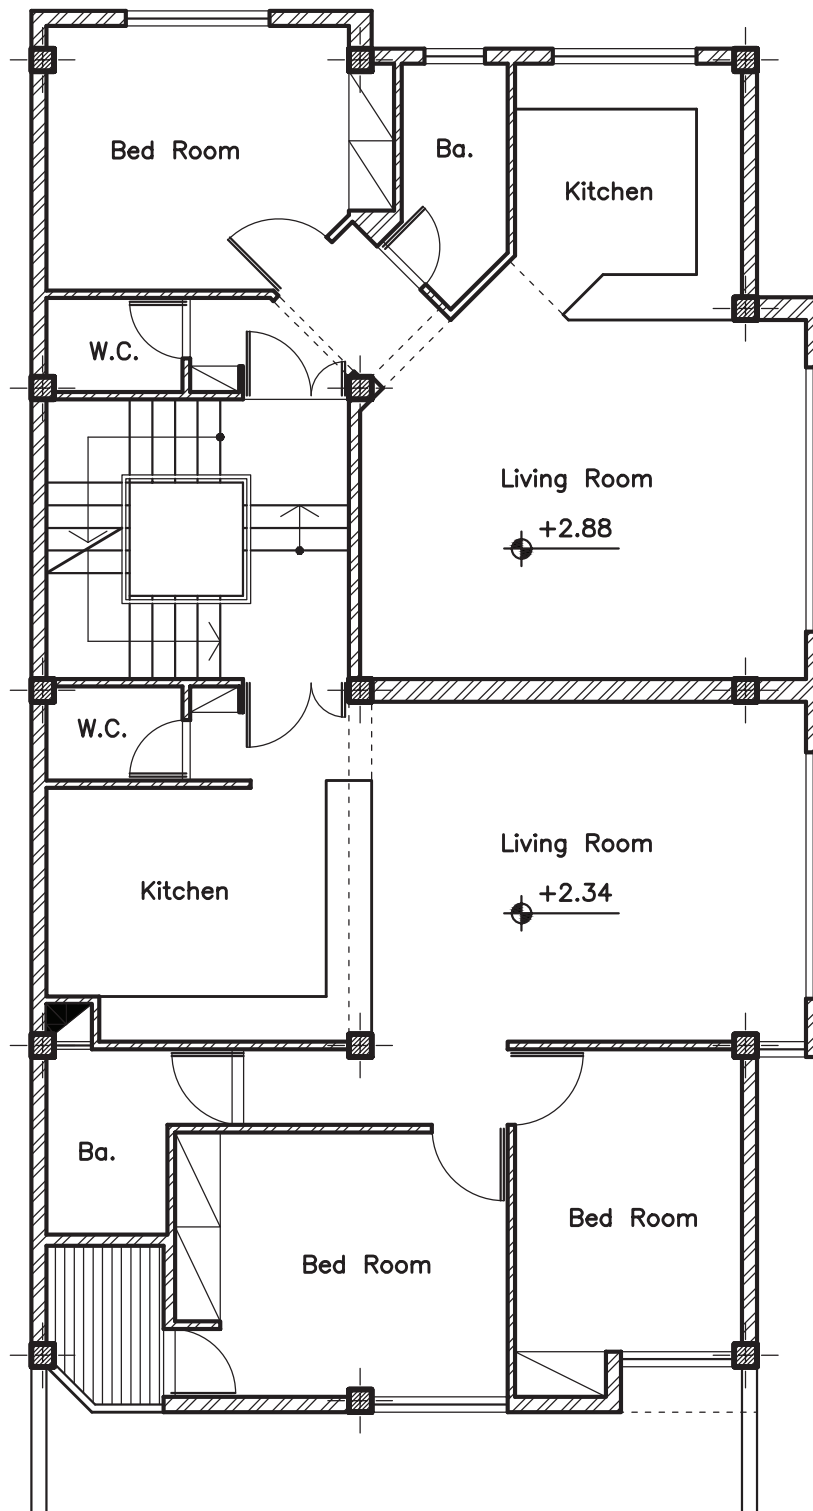 Bed Room
Ba.
Kitchen
W.C.
Living Room
+2.88
W.C.
Living Room
Kitchen
+2.34
Ba.
Bed Room
Bed Room